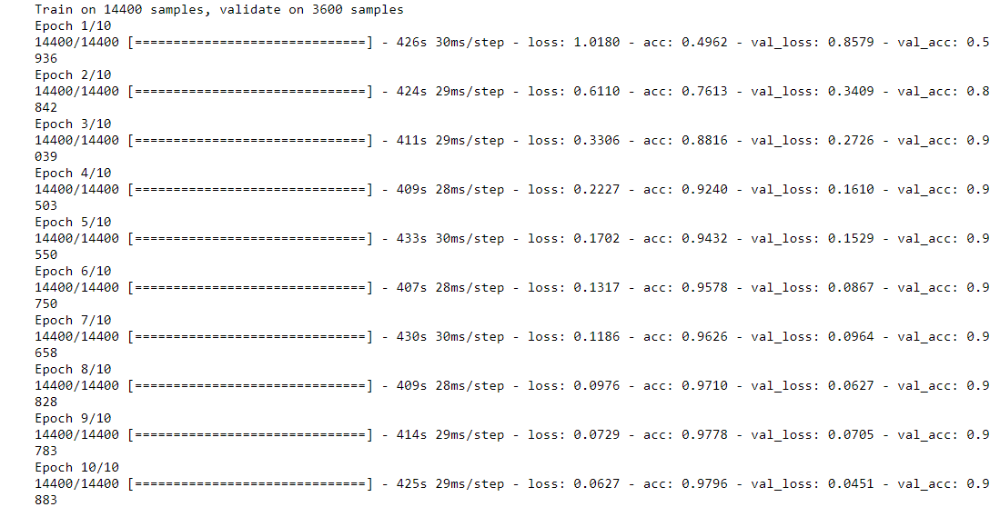 Train on 14400 samples, validate on 3600 samples
Epoch 1/10
14400/14400 [==============================] - 426s 30ms/step - loss: 1.0180 - acc: 0.4962 - val_loss: 0.8579 - val_acc: 0.5
936
Epoch 2/10
14400/14400 [==============================] - 424s 29ms/step - loss: 0.6110 - acc: 0.7613 - val_loss: 0.3409 - val_acc: 0.8
842
Epoch 3/10
14400/14400 [==============================] - 411s 29ms/step - loss: 0.3306 - acc: 0.8816 - val_loss: 0.2726 - val_acc: 0.9
039
Epoch 4/10
14400/14400 [==============================] - 409s 28ms/step - loss: 0.2227 - acc: 0.9240 - val_loss: 0.1610 - val_acc: 0.9
503
Epoch 5/10
14400/14400 [==============================] - 433s 30ms/step - loss: 0.1702 - acc: 0.9432 - val_loss: 0.1529 - val_acc: 0.9
550
Epoch 6/10
14400/14400 [==============================] - 407s 28ms/step - loss: 0.1317 - acc: 0.9578 - val_loss: 0.0867 - val_acc: 0.9
750
Epoch 7/10
14400/14400 [==============================] - 430s 30ms/step - loss: 0.1186 - acc: 0.9626 - val_loss: 0.0964 - val_acc: 0.9
658
Epoch 8/10
14400/14400 [==============================] - 409s 28ms/step - loss: 0.0976 - acc: 0.9710 - val_loss: 0.0627 - val_acc: 0.9
828
Epoch 9/10
14400/14400 [==============================] - 414s 29ms/step - loss: 0.0729 - acc: 0.9778 - val_loss: 0.0705 - val_acc: 0.9
783
Epoch 10/10
14400/14400 [==============================] - 425s 29ms/step - loss: 0.0627 - acc: 0.9796 - val_loss: 0.0451 - val_acc: 0.9
883